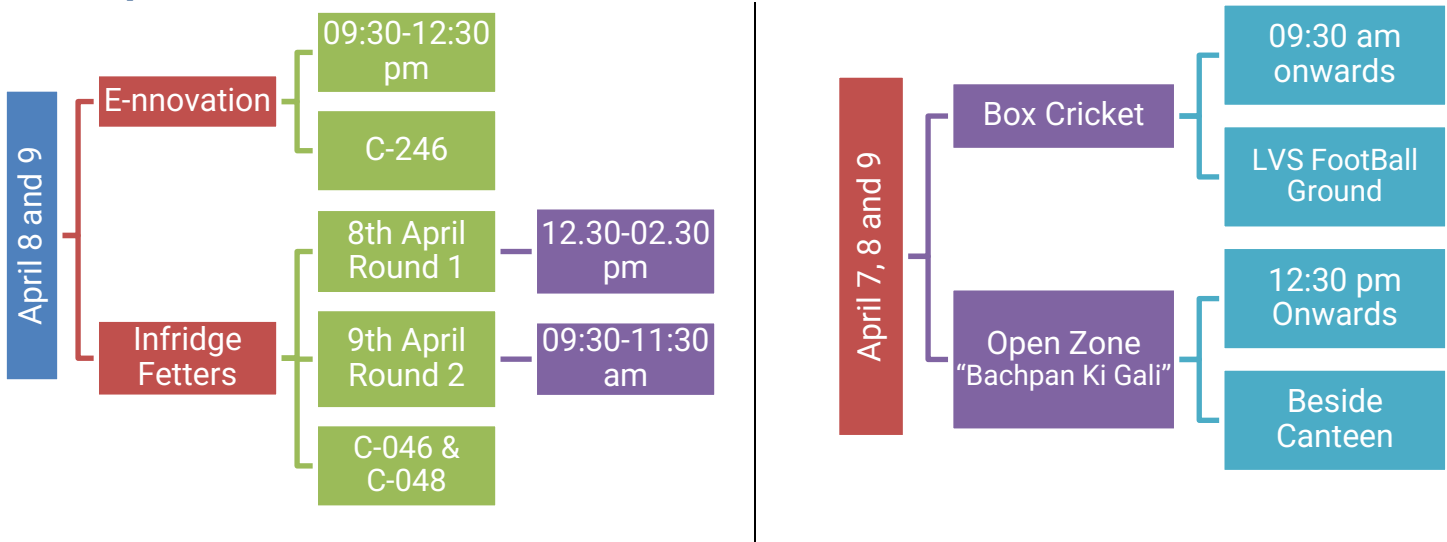 April 8 and 9
E-nnovation
09:30-12:30
pm
C-246
Infridge
Fetters
8th April
Round 1
12.30-02.30
pm
9th April
Round 2
09:30-11:30
am
C-046 &
C-048
April 7, 8 and 9
Box Cricket
09:30 am
onwards
LVS FootBall
Ground
Open Zone
“Bachpan Ki Gali”
12:30 pm
Onwards
Beside
Canteen